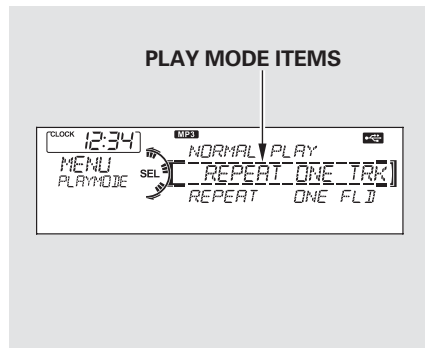 PLAY MODE ITEMS
CLOCK 12:34
MP3
NORMAL PLAY
MENU
PLAYMODE
SEL
REPEAT ONE TRK
REPEAT ONE FLD